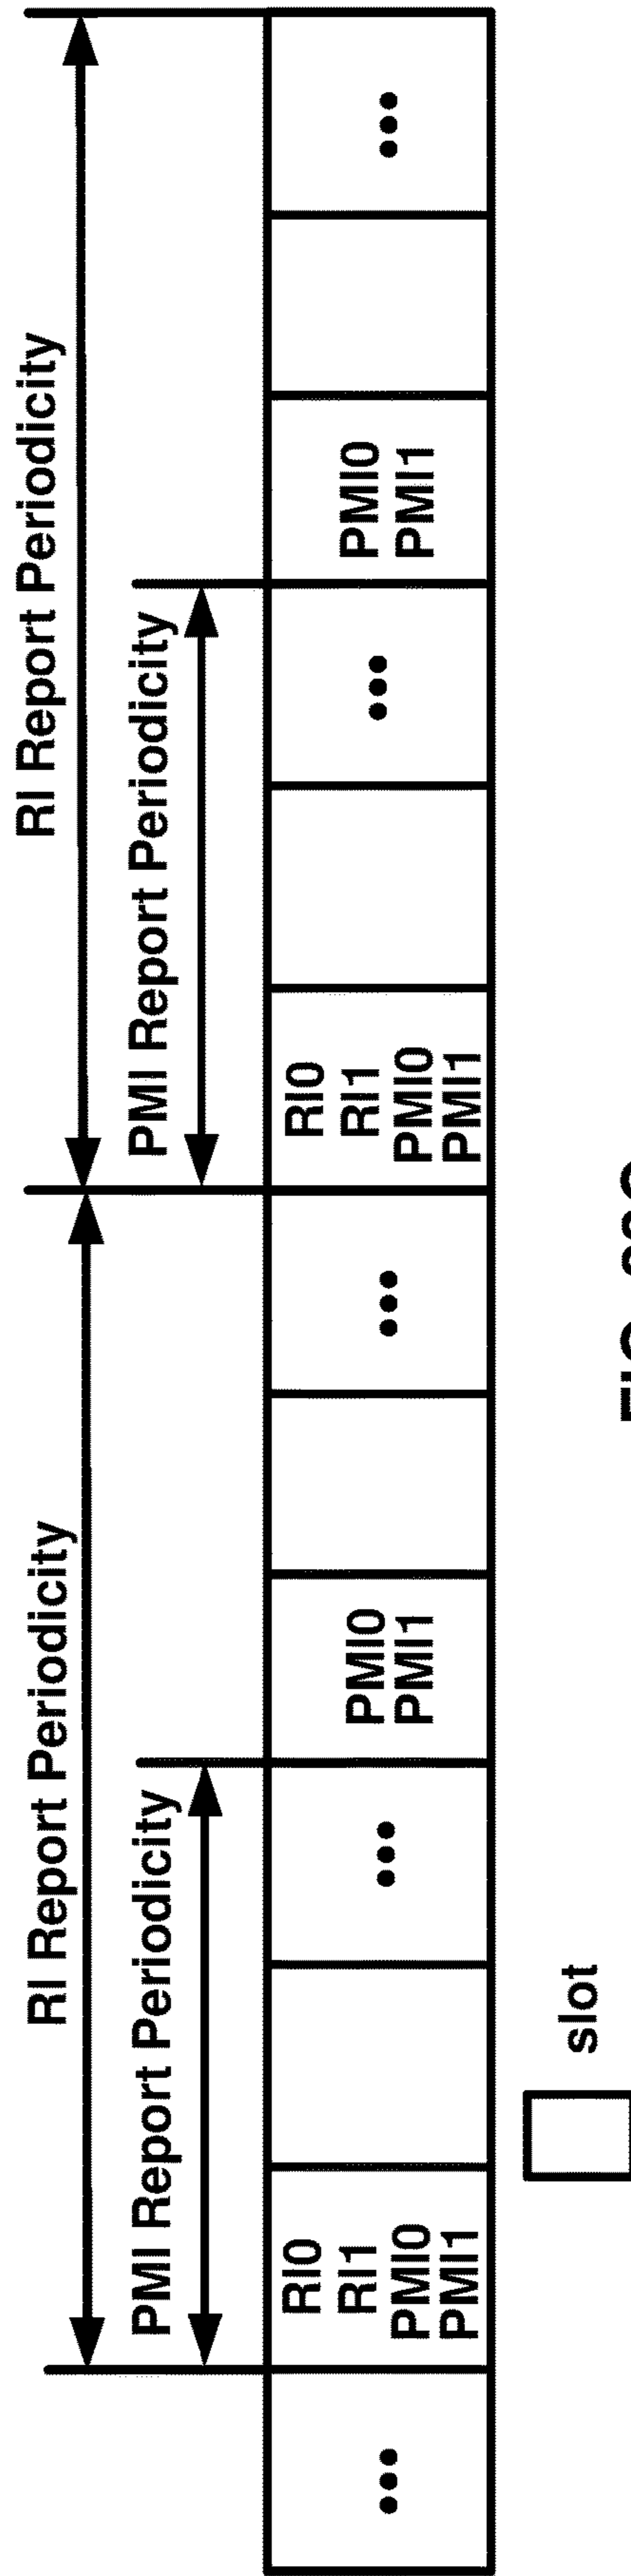 RI Report Periodicity
RI Report Periodicity
PMI Report Periodicity
PMI Report Periodicity
...
RI0
RI1
PMI0
PMI1
...
PMI0
PMI1
...
RI0
RI1
PMI0
PMI1
...
PMI0
PMI1
...
slot